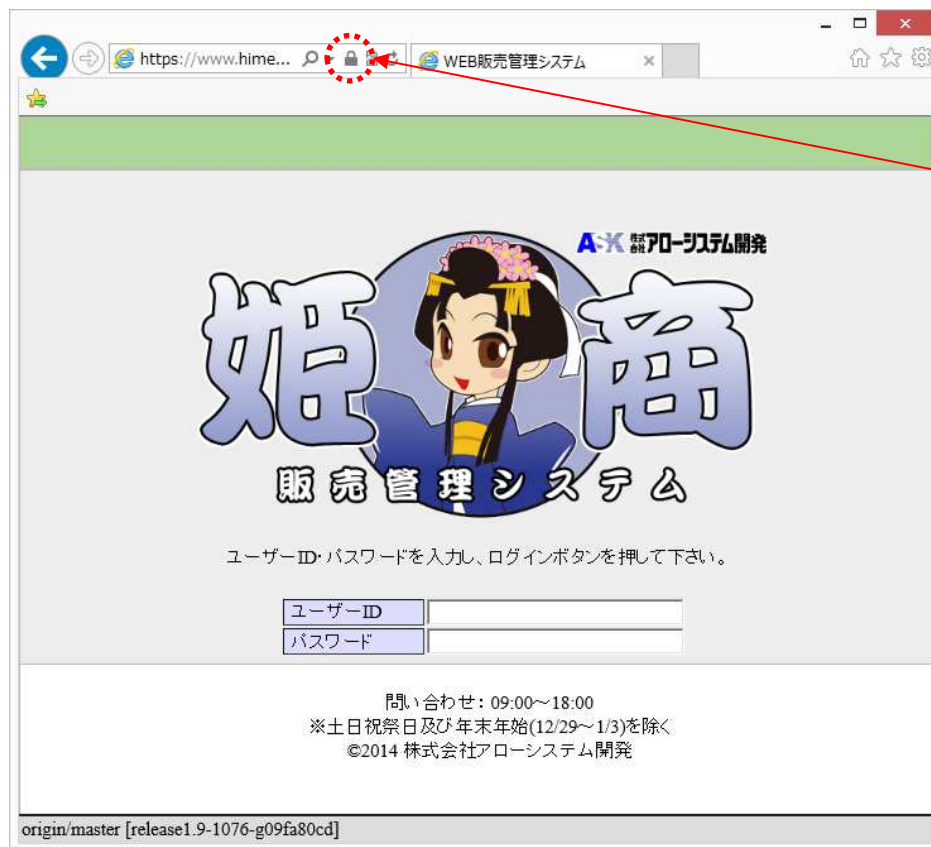 https://www.hime... WEB販売管理システム
ASK 株式会社アローシステム開発
姫商
販売管理システム
ユーザーID・パスワードを入力し、ログインボタンを押して下さい。
ユーザーID
パスワード
問い合わせ：09:00～18:00
※土日祝祭日及び年末年始(12/29～1/3)を除く
©2014 株式会社アローシステム開発
origin/master [release1.9-1076-g09fa80cd]